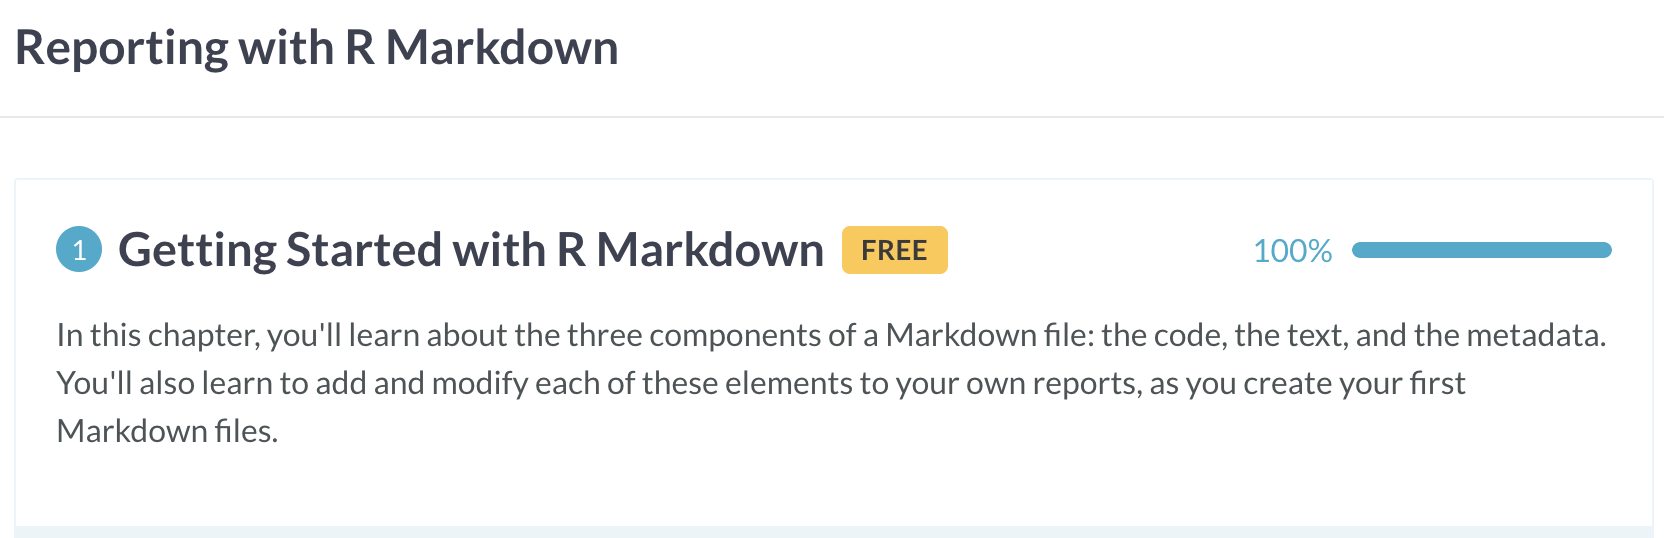 Reporting with R Markdown
1 Getting Started with R Markdown FREE 100%
In this chapter, you'll learn about the three components of a Markdown file: the code, the text, and the metadata.
You'll also learn to add and modify each of these elements to your own reports, as you create your first
Markdown files.